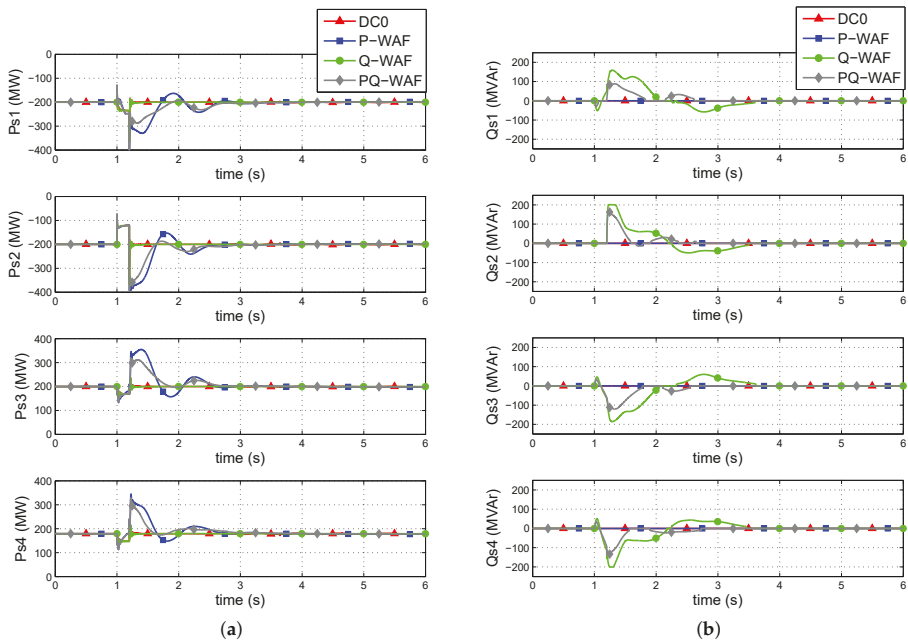 DC0
P−WAF
Q−WAF
PQ−WAF
0
−100
−200
−300
−400
Ps1 (MW)
0 1 2 3 4 5 6
time (s)
0
−100
−200
−300
−400
Ps2 (MW)
0 1 2 3 4 5 6
time (s)
400
300
200
100
0
Ps3 (MW)
0 1 2 3 4 5 6
time (s)
400
300
200
100
0
Ps4 (MW)
0 1 2 3 4 5 6
time (s)
(a)
DC0
P−WAF
Q−WAF
PQ−WAF
200
100
0
−100
−200
Qs1 (MVAr)
0 1 2 3 4 5 6
time (s)
200
100
0
−100
−200
Qs2 (MVAr)
0 1 2 3 4 5 6
time (s)
200
100
0
−100
−200
Qs3 (MVAr)
0 1 2 3 4 5 6
time (s)
200
100
0
−100
−200
Qs4 (MVAr)
0 1 2 3 4 5 6
time (s)
(b)